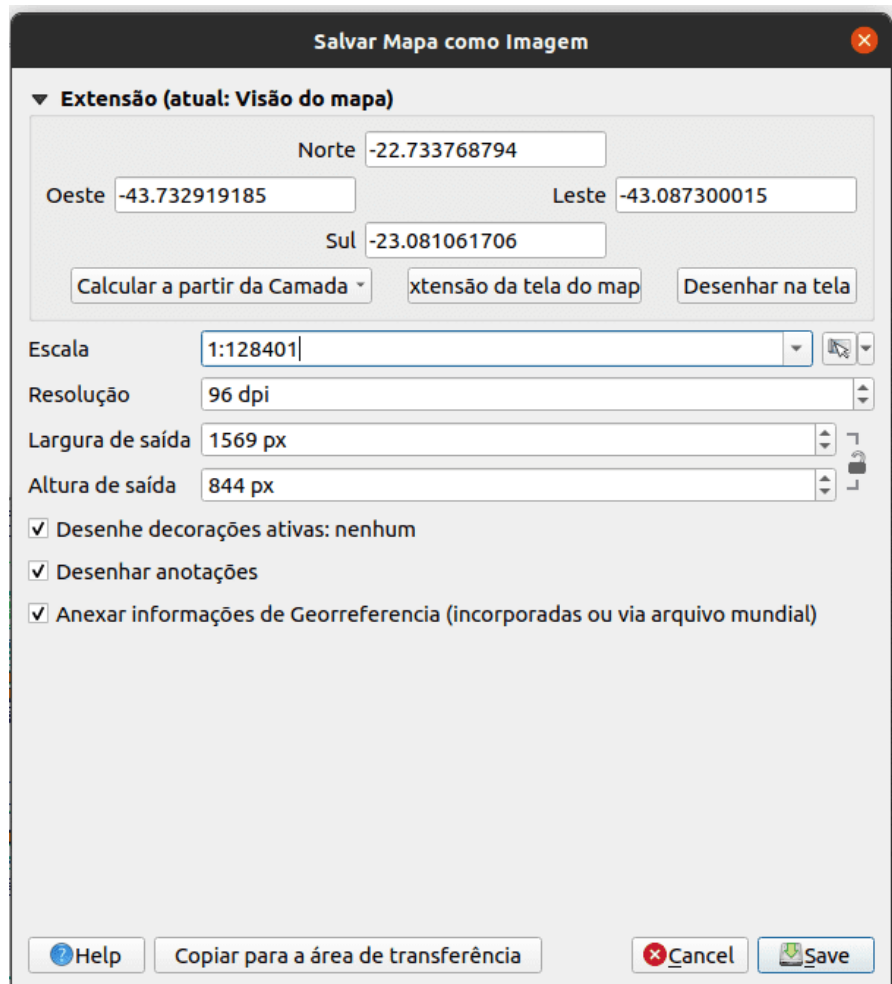 Salvar Mapa como Imagem
Extensão (atual: Visão do mapa)
Norte -22.733768794
Oeste -43.732919185 Leste -43.087300015
Sul -23.081061706
Calcular a partir da Camada xtensão da tela do map Desenhar na tela
Escala 1:128401
Resolução 96 dpi
Largura de saída 1569 px
Altura de saída 844 px
Desenhe decorações ativas: nenhum
Desenhar anotações
Anexar informações de Georreferencia (incorporadas ou via arquivo mundial)
Help Copiar para a área de transferência Cancel Save